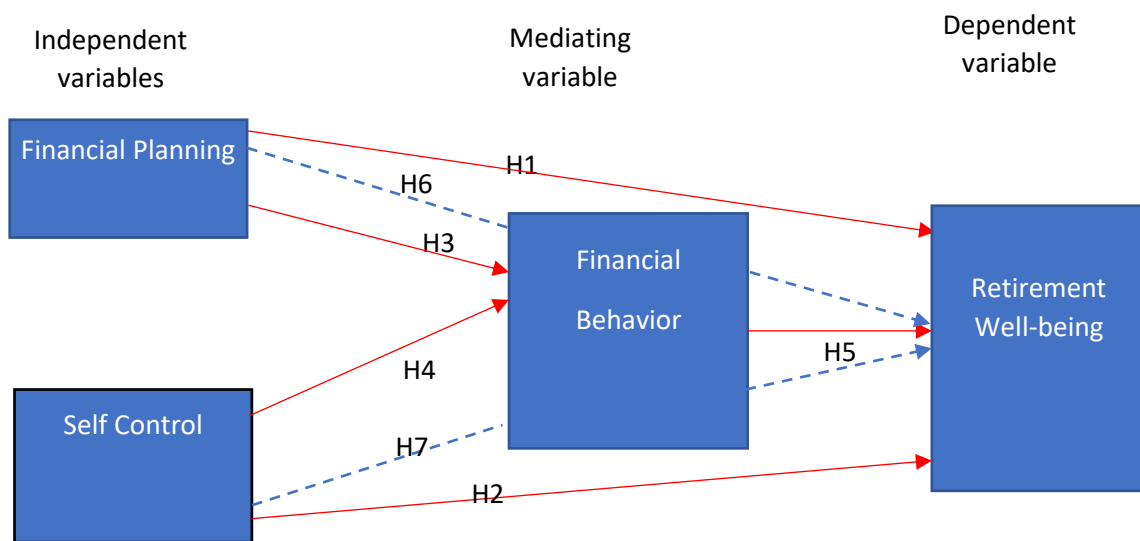 Independent
variables
Mediating
variable
Dependent
variable
Financial Planning
H1
H6
H3
Financial
Behavior
Retirement
Well-being
H4
H5
Self Control
H7
H2